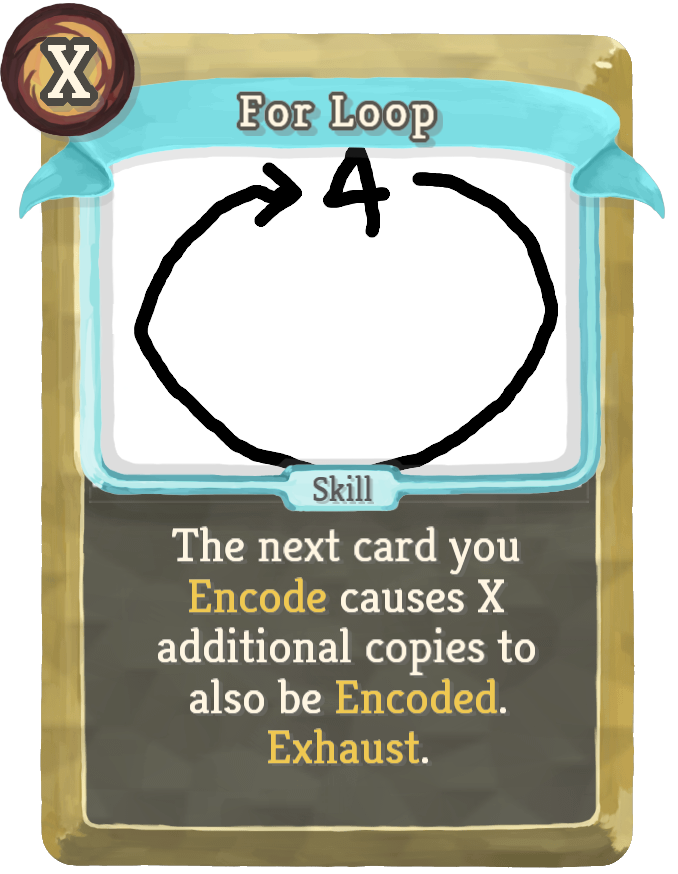 X
For Loop
4
Skill
The next card you
Encode causes X
additional copies to
also be Encoded.
Exhaust.